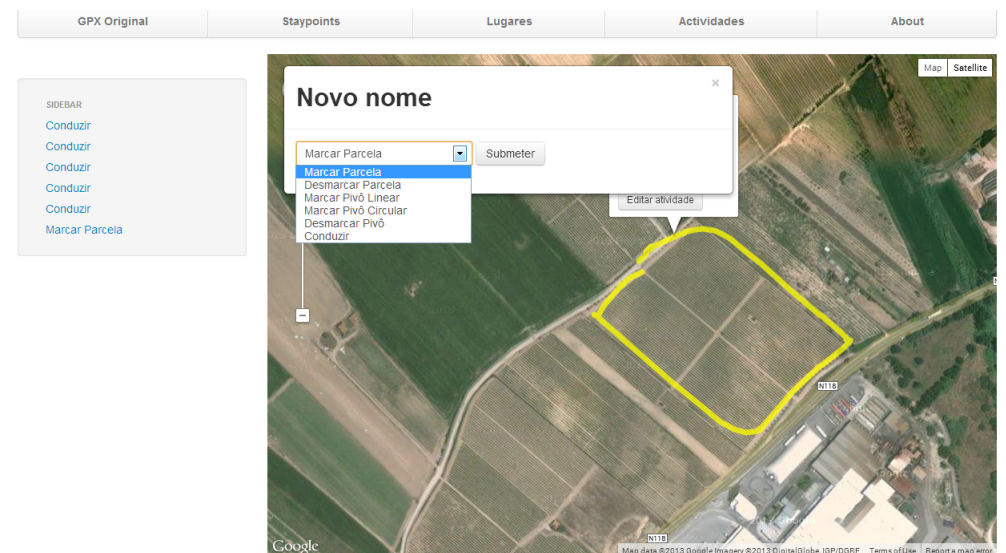 GPX Original Staypoints Lugares Actividades About
SIDEBAR
Conduzir
Conduzir
Conduzir
Conduzir
Conduzir
Marcar Parcela
Novo nome
×
Marcar Parcela
Submeter
Marcar Parcela
Desmarcar Parcela
Marcar Pivô Linear
Marcar Pivô Circular
Desmarcar Pivô
Conduzir
Editar atividade
Map Satellite
N118
N118
Google
Map data ©2013 Google Imagery ©2013 DigitalGlobe, IGP/DGRF Terms of Use Report a map error